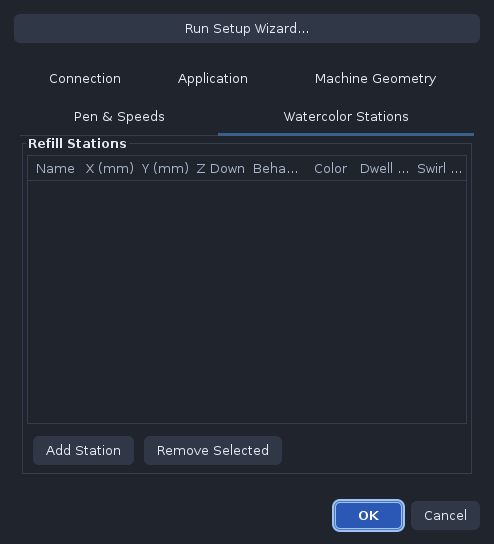 Run Setup Wizard...
Connection Application Machine Geometry
Pen & Speeds Watercolor Stations
Refill Stations
Name X (mm) Y (mm) Z Down Beha... Color Dwell ... Swirl ...
Add Station Remove Selected
OK Cancel